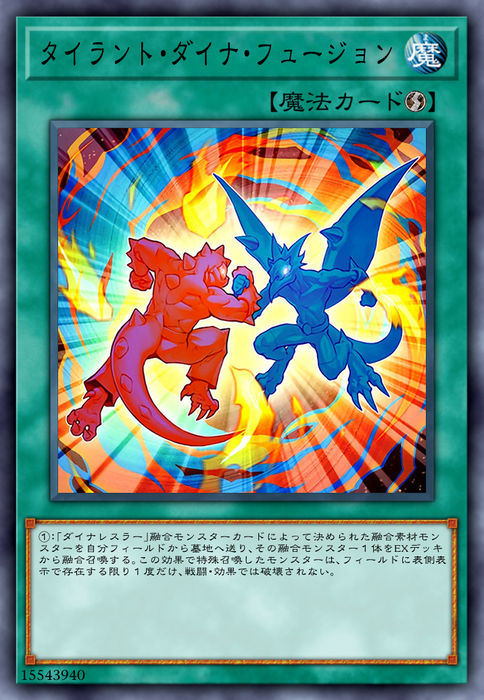 タイラント・ダイナ・フュージョン 魔
【魔法カード】
①:「ダイナレスラー」融合モンスターカードによって決められた融合素材モン
スターを自分フィールドから墓地へ送り、その融合モンスター1体をEXデッキ
から融合召喚する。この効果で特殊召喚したモンスターは、フィールドに表側表
示で存在する限り1度だけ、戦闘・効果では破壊されない。
15543940